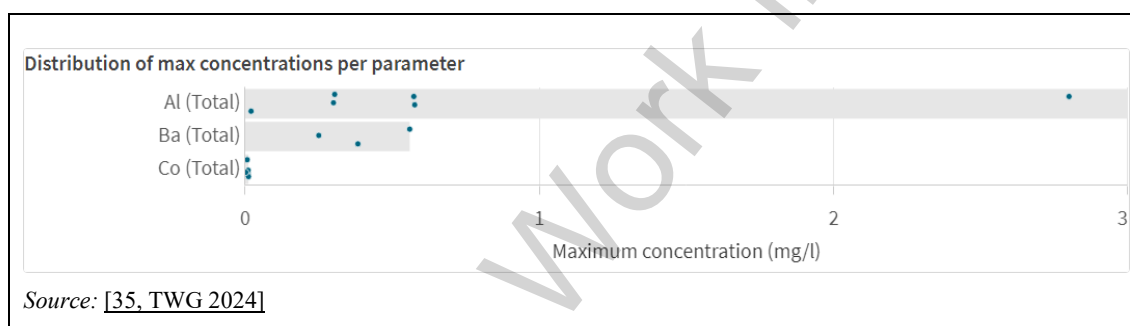 Distribution of max concentrations per parameter
Al (Total)
Ba (Total)
Co (Total)
0 1 2 3
Maximum concentration (mg/l)
Source: [35, TWG 2024]
Work